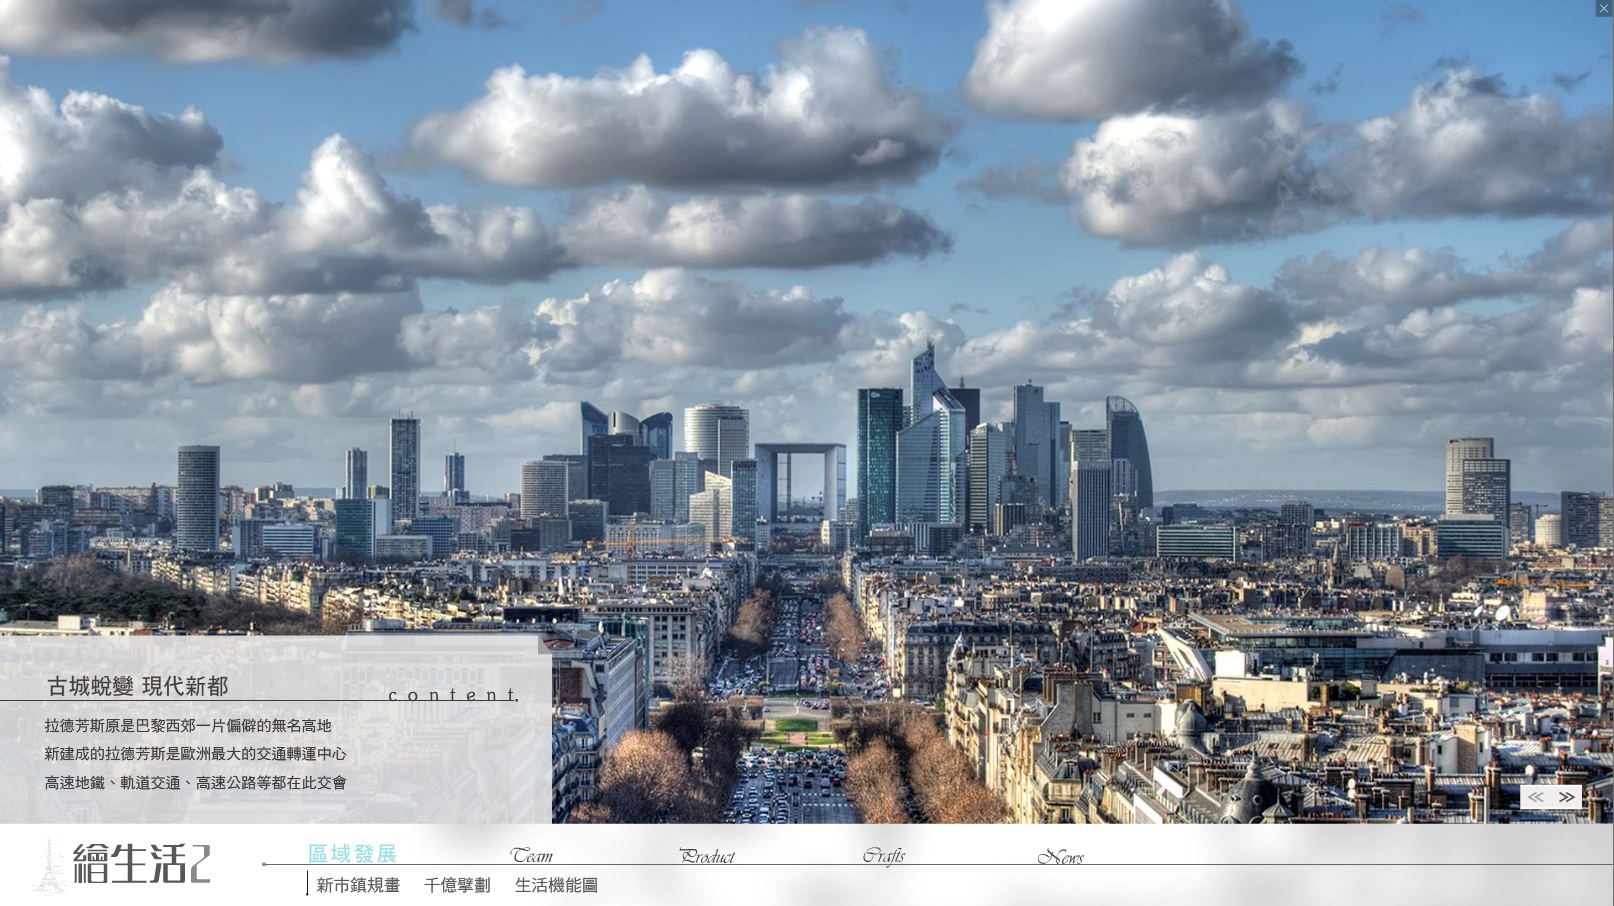 古城蛻變 現代新都
content.
拉德芳斯原是巴黎西郊一片偏僻的無名高地
新建成的拉德芳斯是歐洲最大的交通轉運中心
高速地鐵、軌道交通、高速公路等都在此交會
繪生活2
區域發展 Team Product Crafts News
新市鎮規畫 千億擘劃 生活機能圖